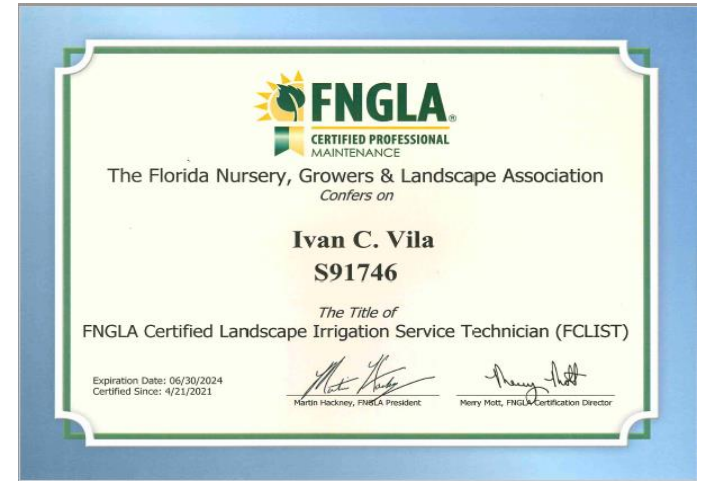 FNGLA®
CERTIFIED PROFESSIONAL
MAINTENANCE
The Florida Nursery, Growers & Landscape Association
Confers on
Ivan C. Vila
S91746
The Title of
FNGLA Certified Landscape Irrigation Service Technician (FCLIST)
Expiration Date: 06/30/2024
Certified Since: 4/21/2021
Martin Hackney, FNGLA President
Merry Mott, FNGLA Certification Director